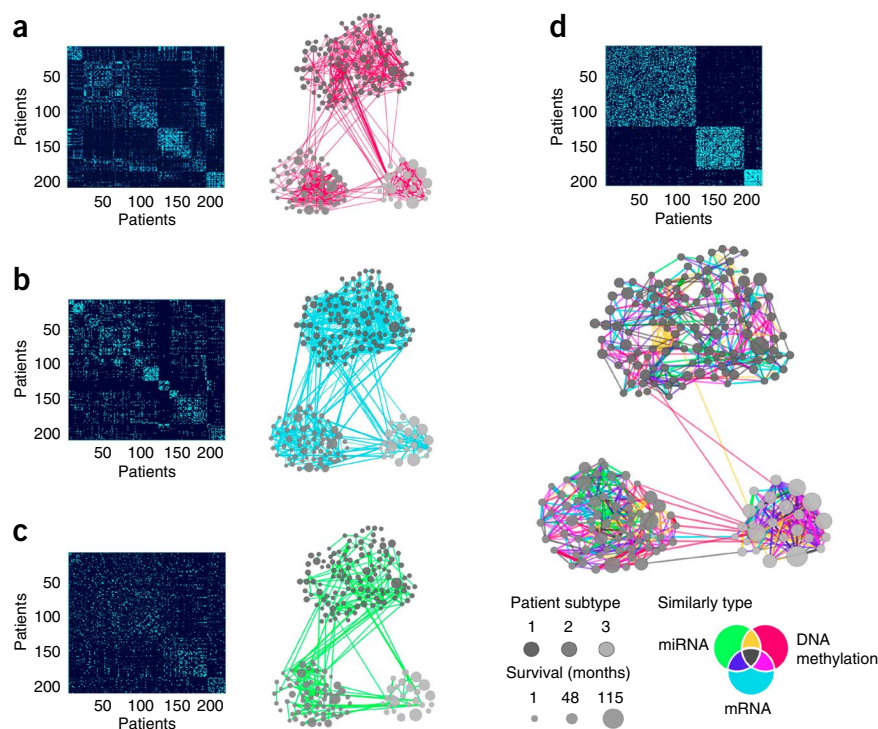 a
Patients
50
100
150
200
50 100 150 200
Patients
b
Patients
50
100
150
200
50 100 150 200
Patients
c
Patients
50
100
150
200
50 100 150 200
Patients
d
Patients
50
100
150
200
50 100 150 200
Patients
Patient subtype
1 2 3
Survival (months)
1 48 115
Similarly type
miRNA
DNA
methylation
mRNA